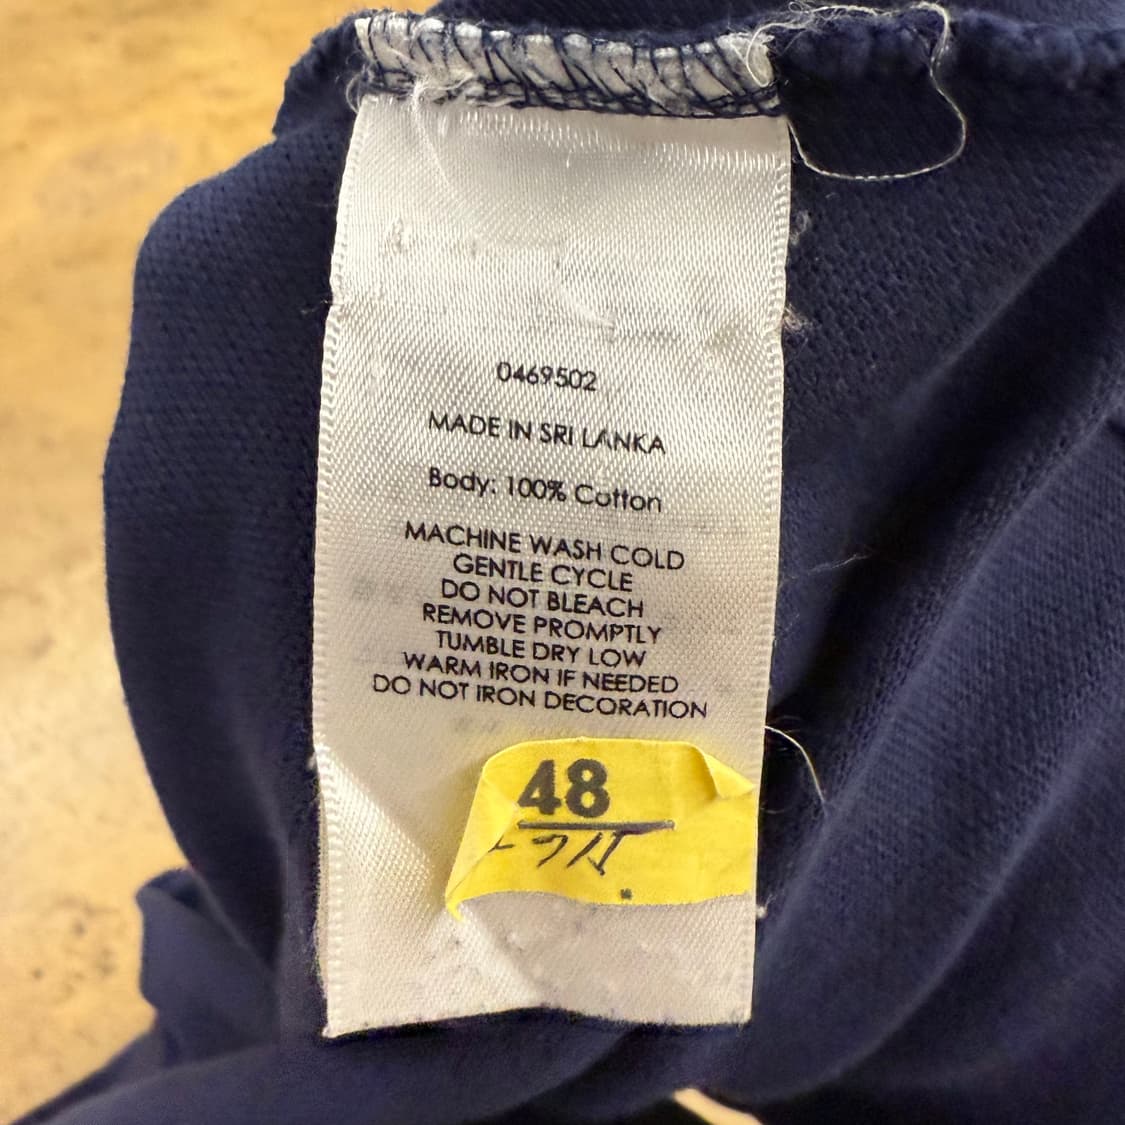 0469502
MADE IN SRI LANKA
Body: 100% Cotton
MACHINE WASH COLD
GENTLE CYCLE
DO NOT BLEACH
REMOVE PROMPTLY
TUMBLE DRY LOW
WARM IRON IF NEEDED
DO NOT IRON DECORATION
48